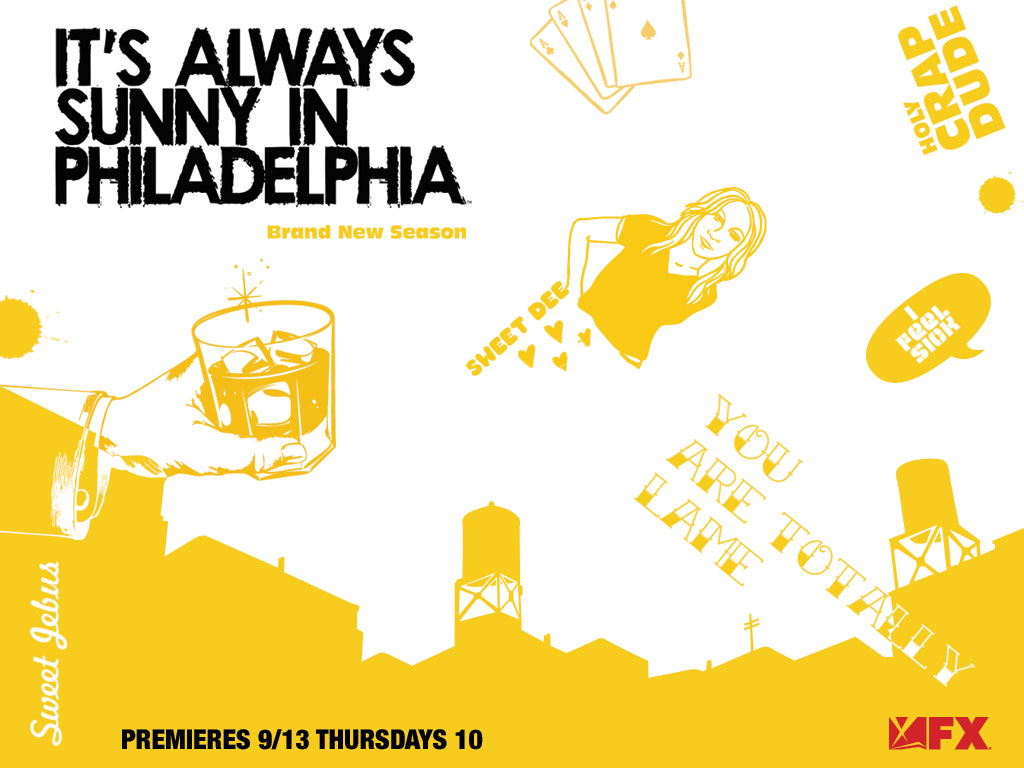 IT'S ALWAYS
SUNNY IN
PHILADELPHIA™
Brand New Season
HOLY
CRAP
DUDE
A
A
SWEET DEE
I
FEEL
SICK
YOU
ARE TOTALLY
LAME
Sweet Jebus
PREMIERES 9/13 THURSDAYS 10
FX